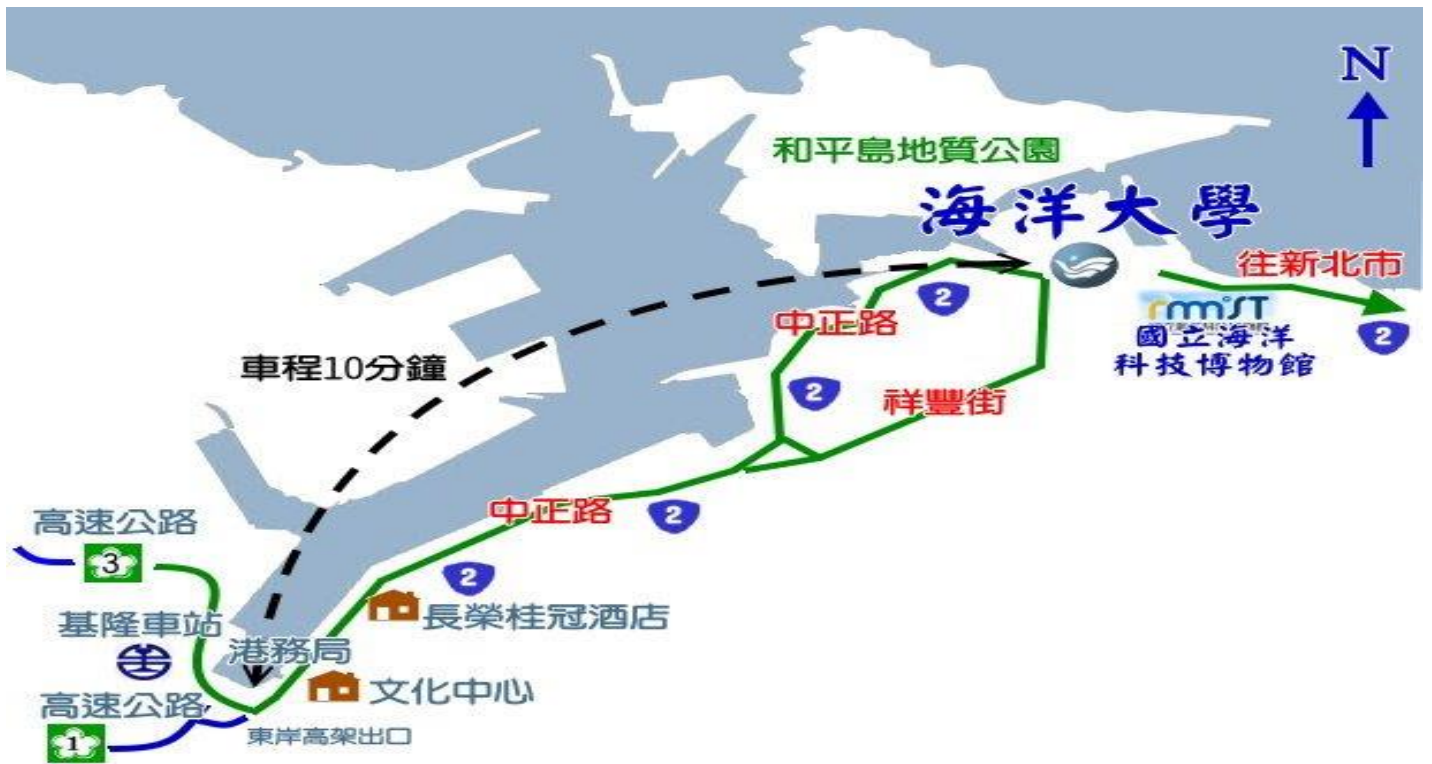 N
和平島地質公園
海洋大學
往新北市
2
中正路
rmmiST
2
國立海洋
科技博物館
車程10分鐘
2
祥豐街
中正路
2
高速公路
3
2
長榮桂冠酒店
基隆車站
港務局
文化中心
高速公路
1
東岸高架出口